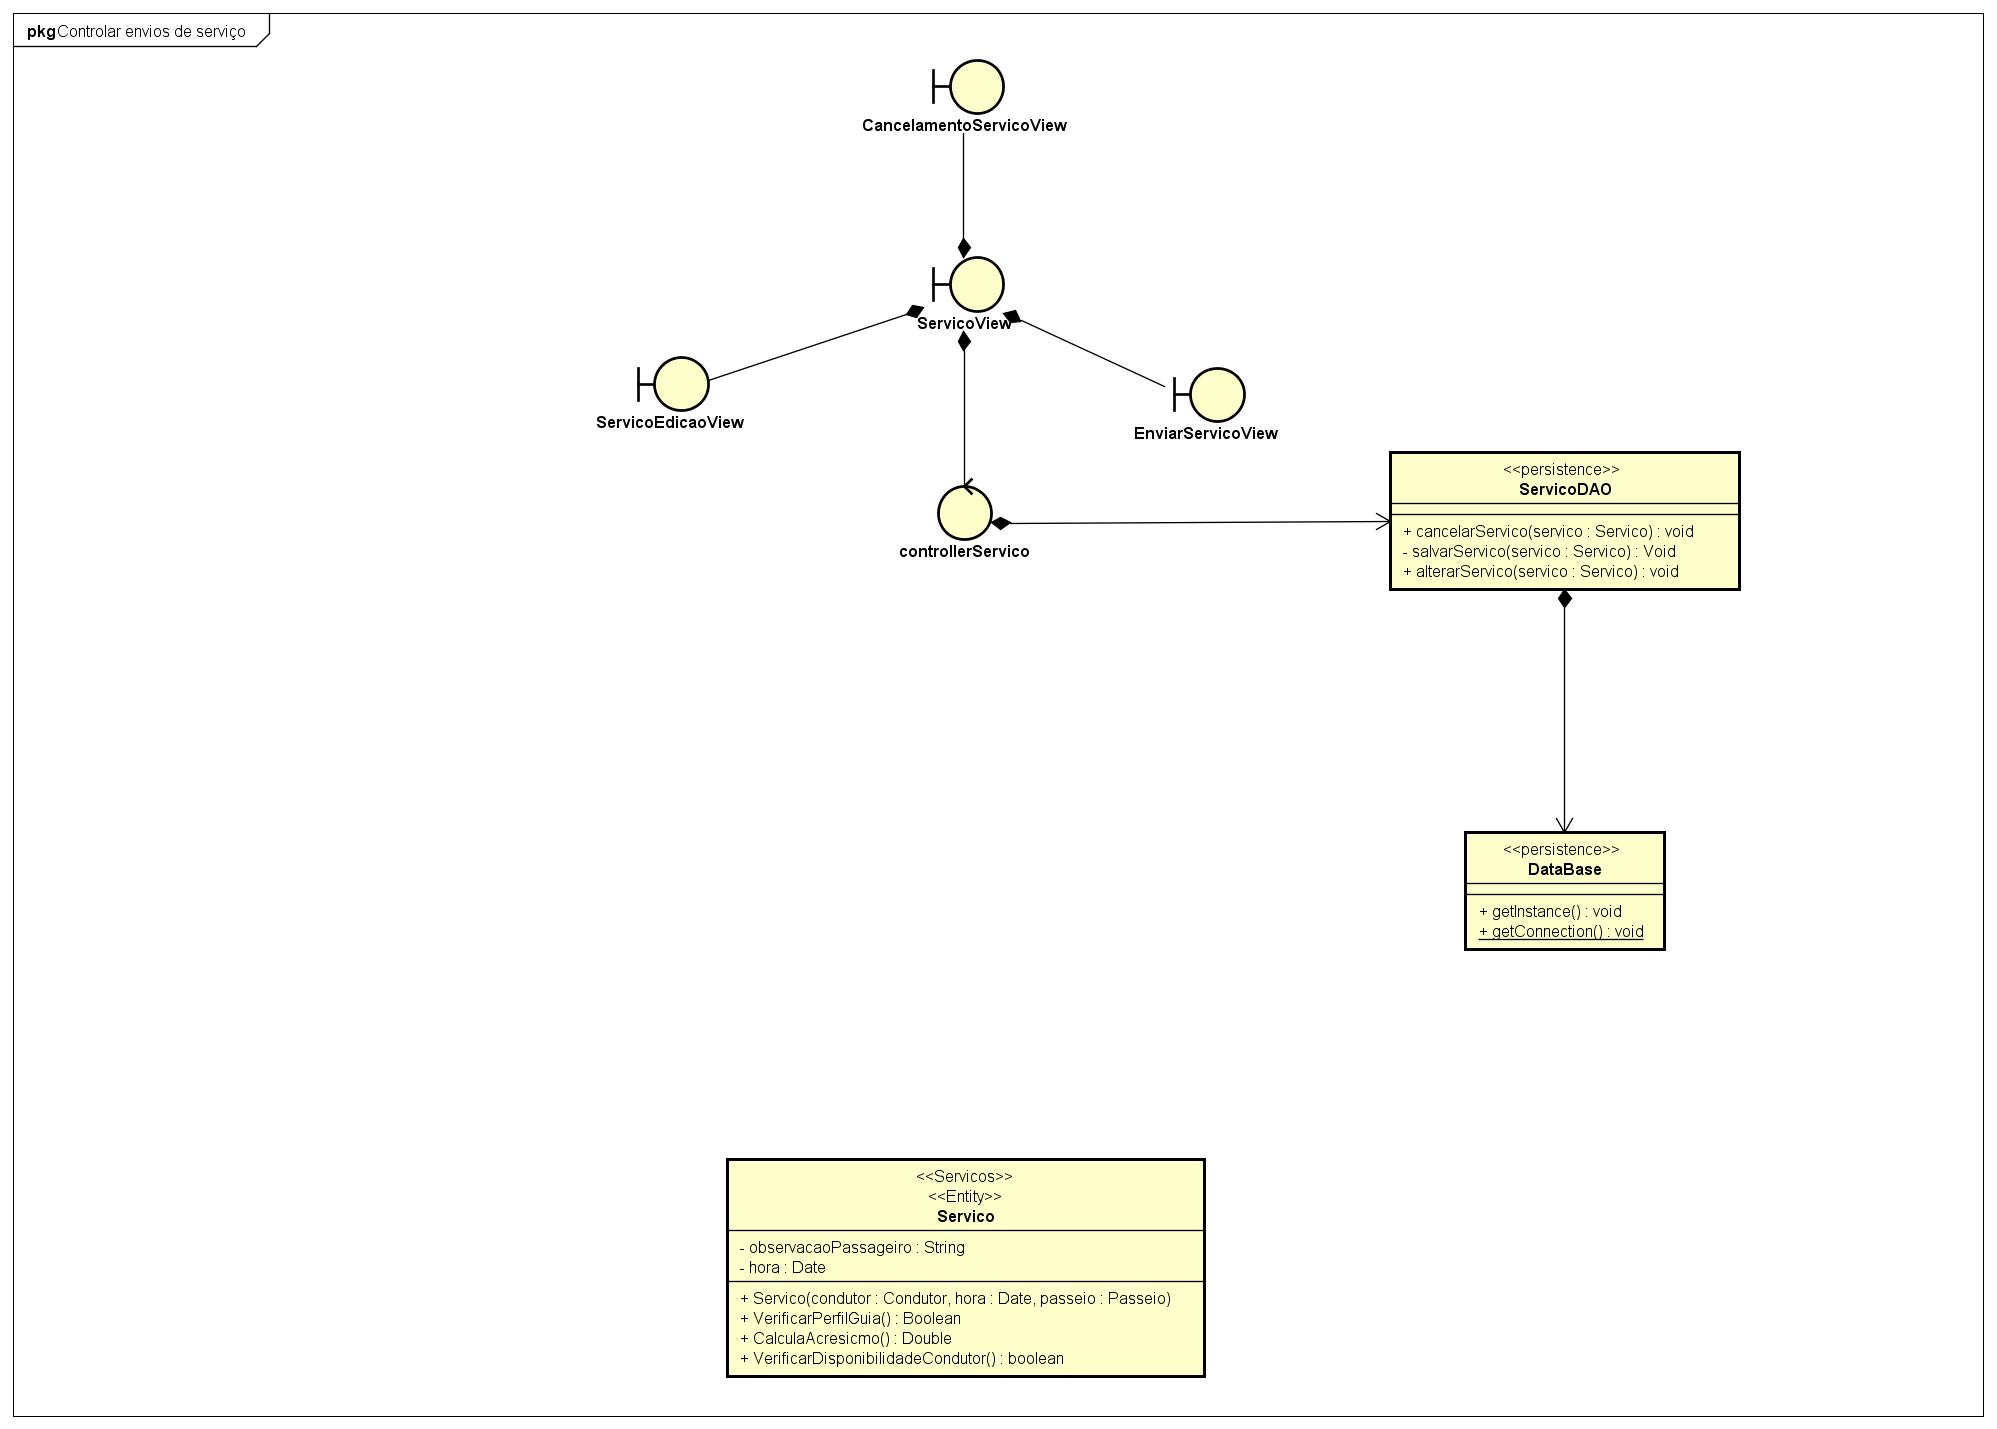 pkg Controlar envios de serviço
CancelamentoServicoView
ServicoView
ServicoEdicaoView
EnviarServicoView
controllerServico
<<persistence>>
ServicoDAO
+ cancelarServico(servico : Servico) : void
- salvarServico(servico : Servico) : Void
+ alterarServico(servico : Servico) : void
<<persistence>>
DataBase
+ getInstance() : void
+ getConnection() : void
<<Servicos>>
<<Entity>>
Servico
- observacaoPassageiro : String
- hora : Date
+ Servico(condutor : Condutor, hora : Date, passeio : Passeio)
+ VerificarPerfilGuia() : Boolean
+ CalculaAcresicmo() : Double
+ VerificarDisponibilidadeCondutor() : boolean